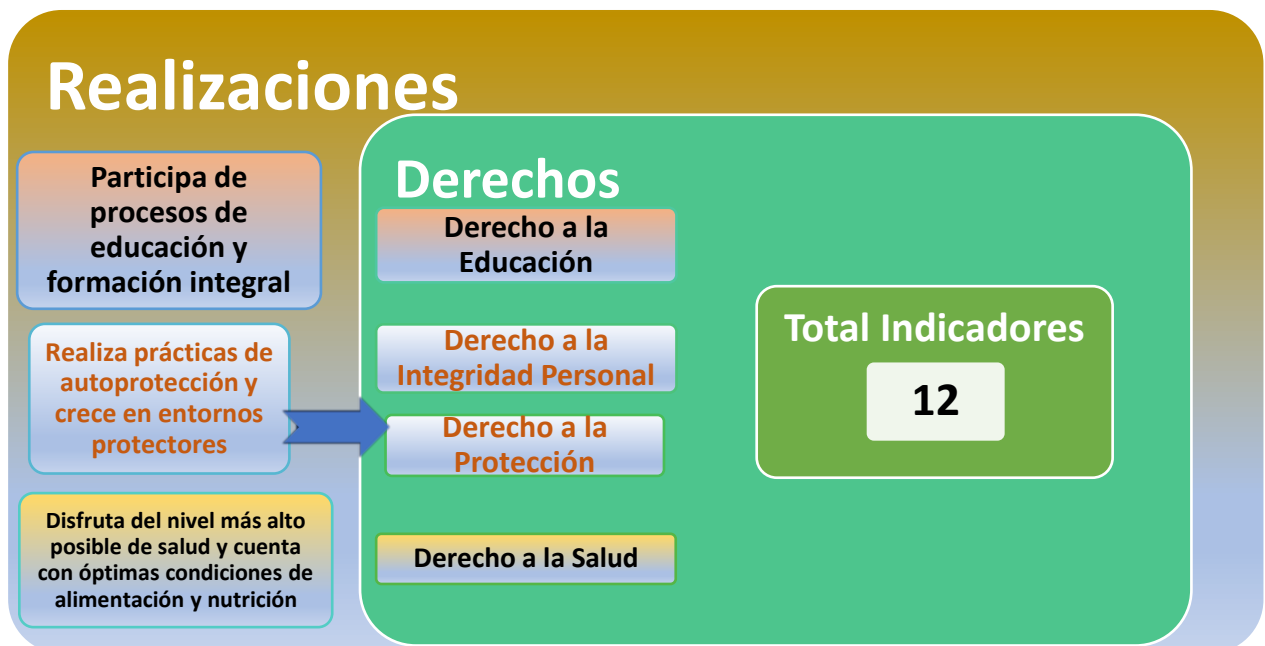 Realizaciones
Participa de
procesos de
educación y
formación integral
Realiza prácticas de
autoprotección y
crece en entornos
protectores
Disfruta del nivel más alto
posible de salud y cuenta
con óptimas condiciones de
alimentación y nutrición
Derechos
Derecho a la
Educación
Derecho a la
Integridad Personal
Derecho a la
Protección
Derecho a la Salud
Total Indicadores
12